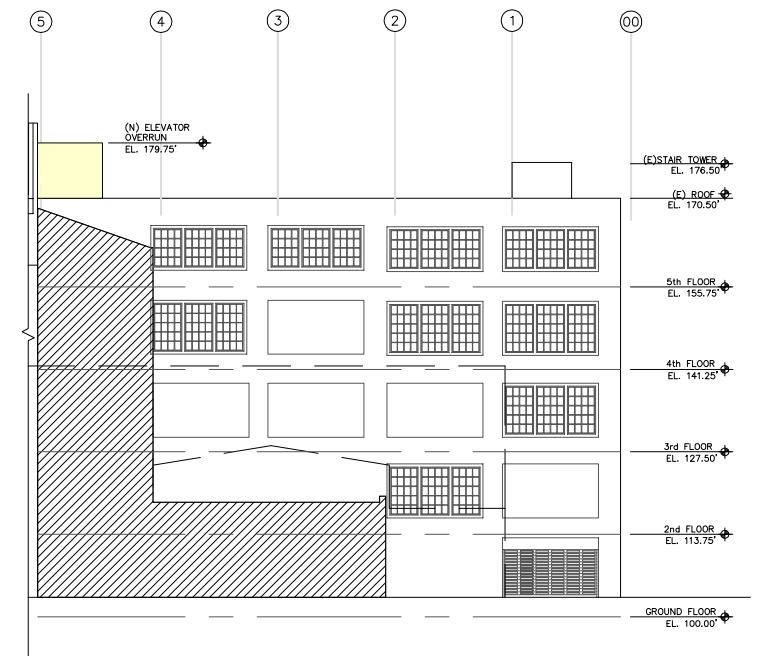 5
4
3
2
1
00
(N) ELEVATOR
OVERRUN
EL. 179.75'
(E)STAIR TOWER
EL. 176.50'
(E) ROOF
EL. 170.50'
5th FLOOR
EL. 155.75'
4th FLOOR
EL. 141.25'
3rd FLOOR
EL. 127.50'
2nd FLOOR
EL. 113.75'
GROUND FLOOR
EL. 100.00'